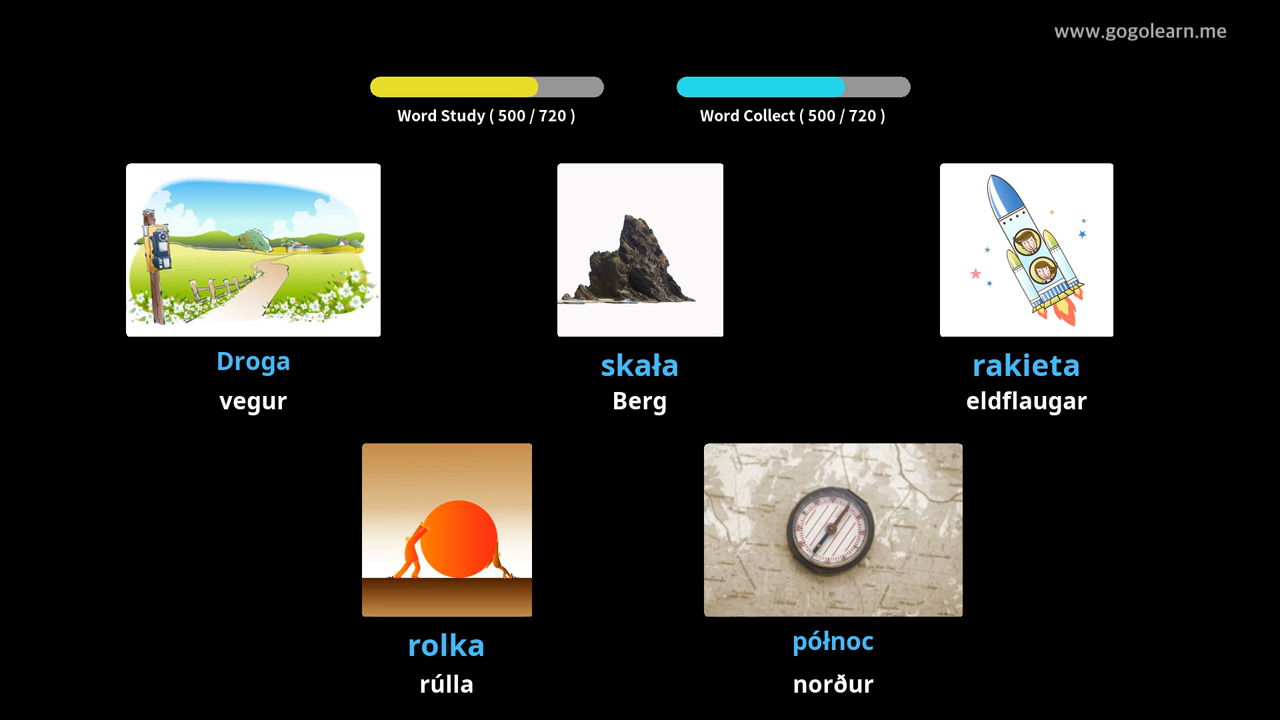 www.gogolearn.me
Word Study ( 500 / 720 )
Word Collect ( 500 / 720 )
Droga
vegur
skała
Berg
rakieta
eldflaugar
rolka
rúlla
północ
norður